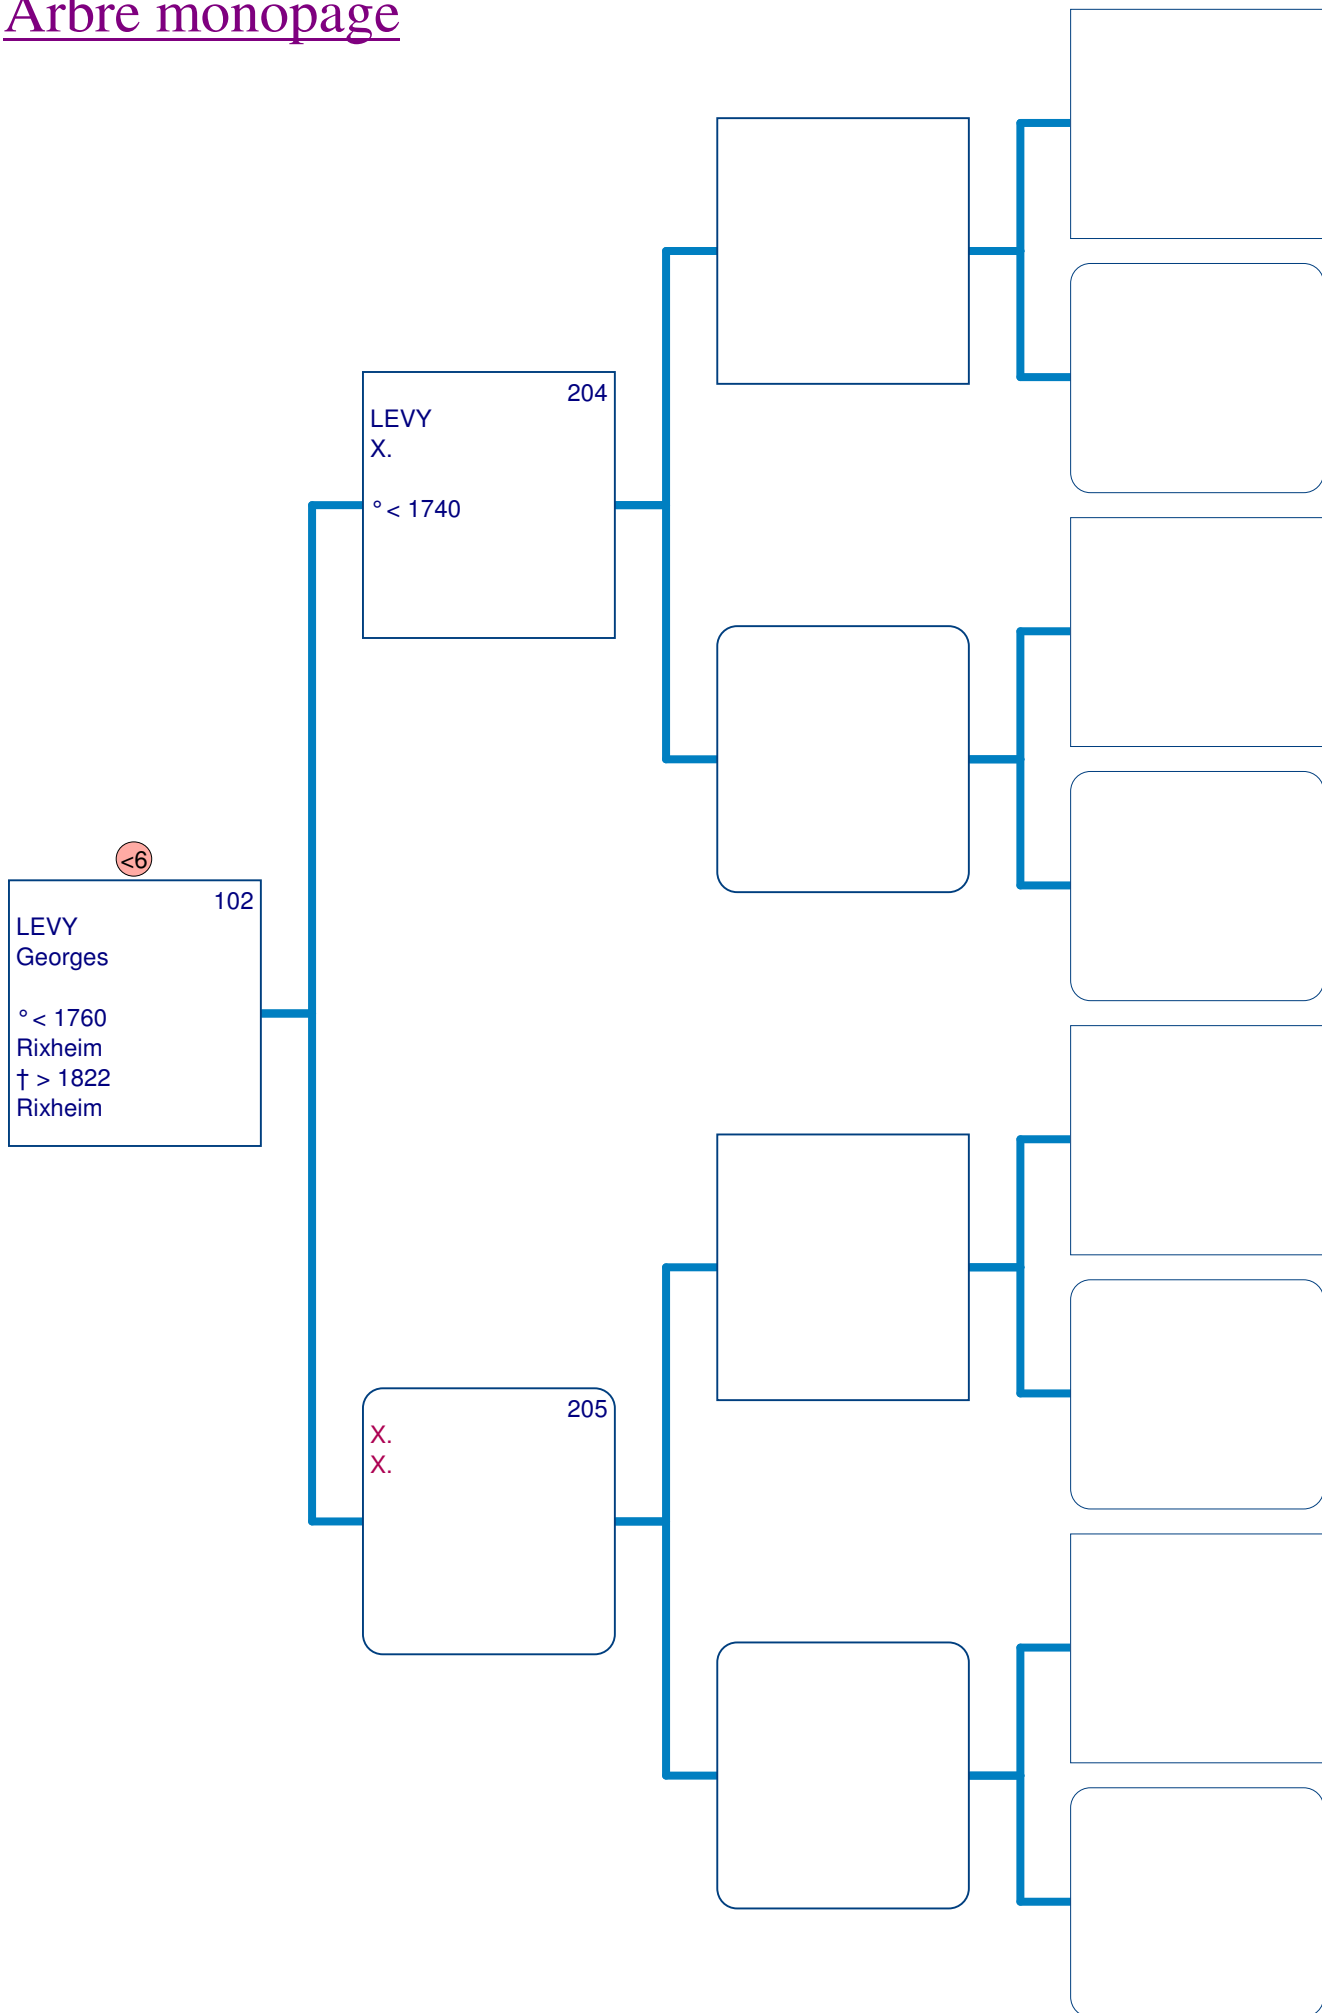 Arbre monopage
204
LEVY
X.
° < 1740
<6
102
LEVY
Georges
° < 1760
Rixheim
† > 1822
Rixheim
205
X.
X.